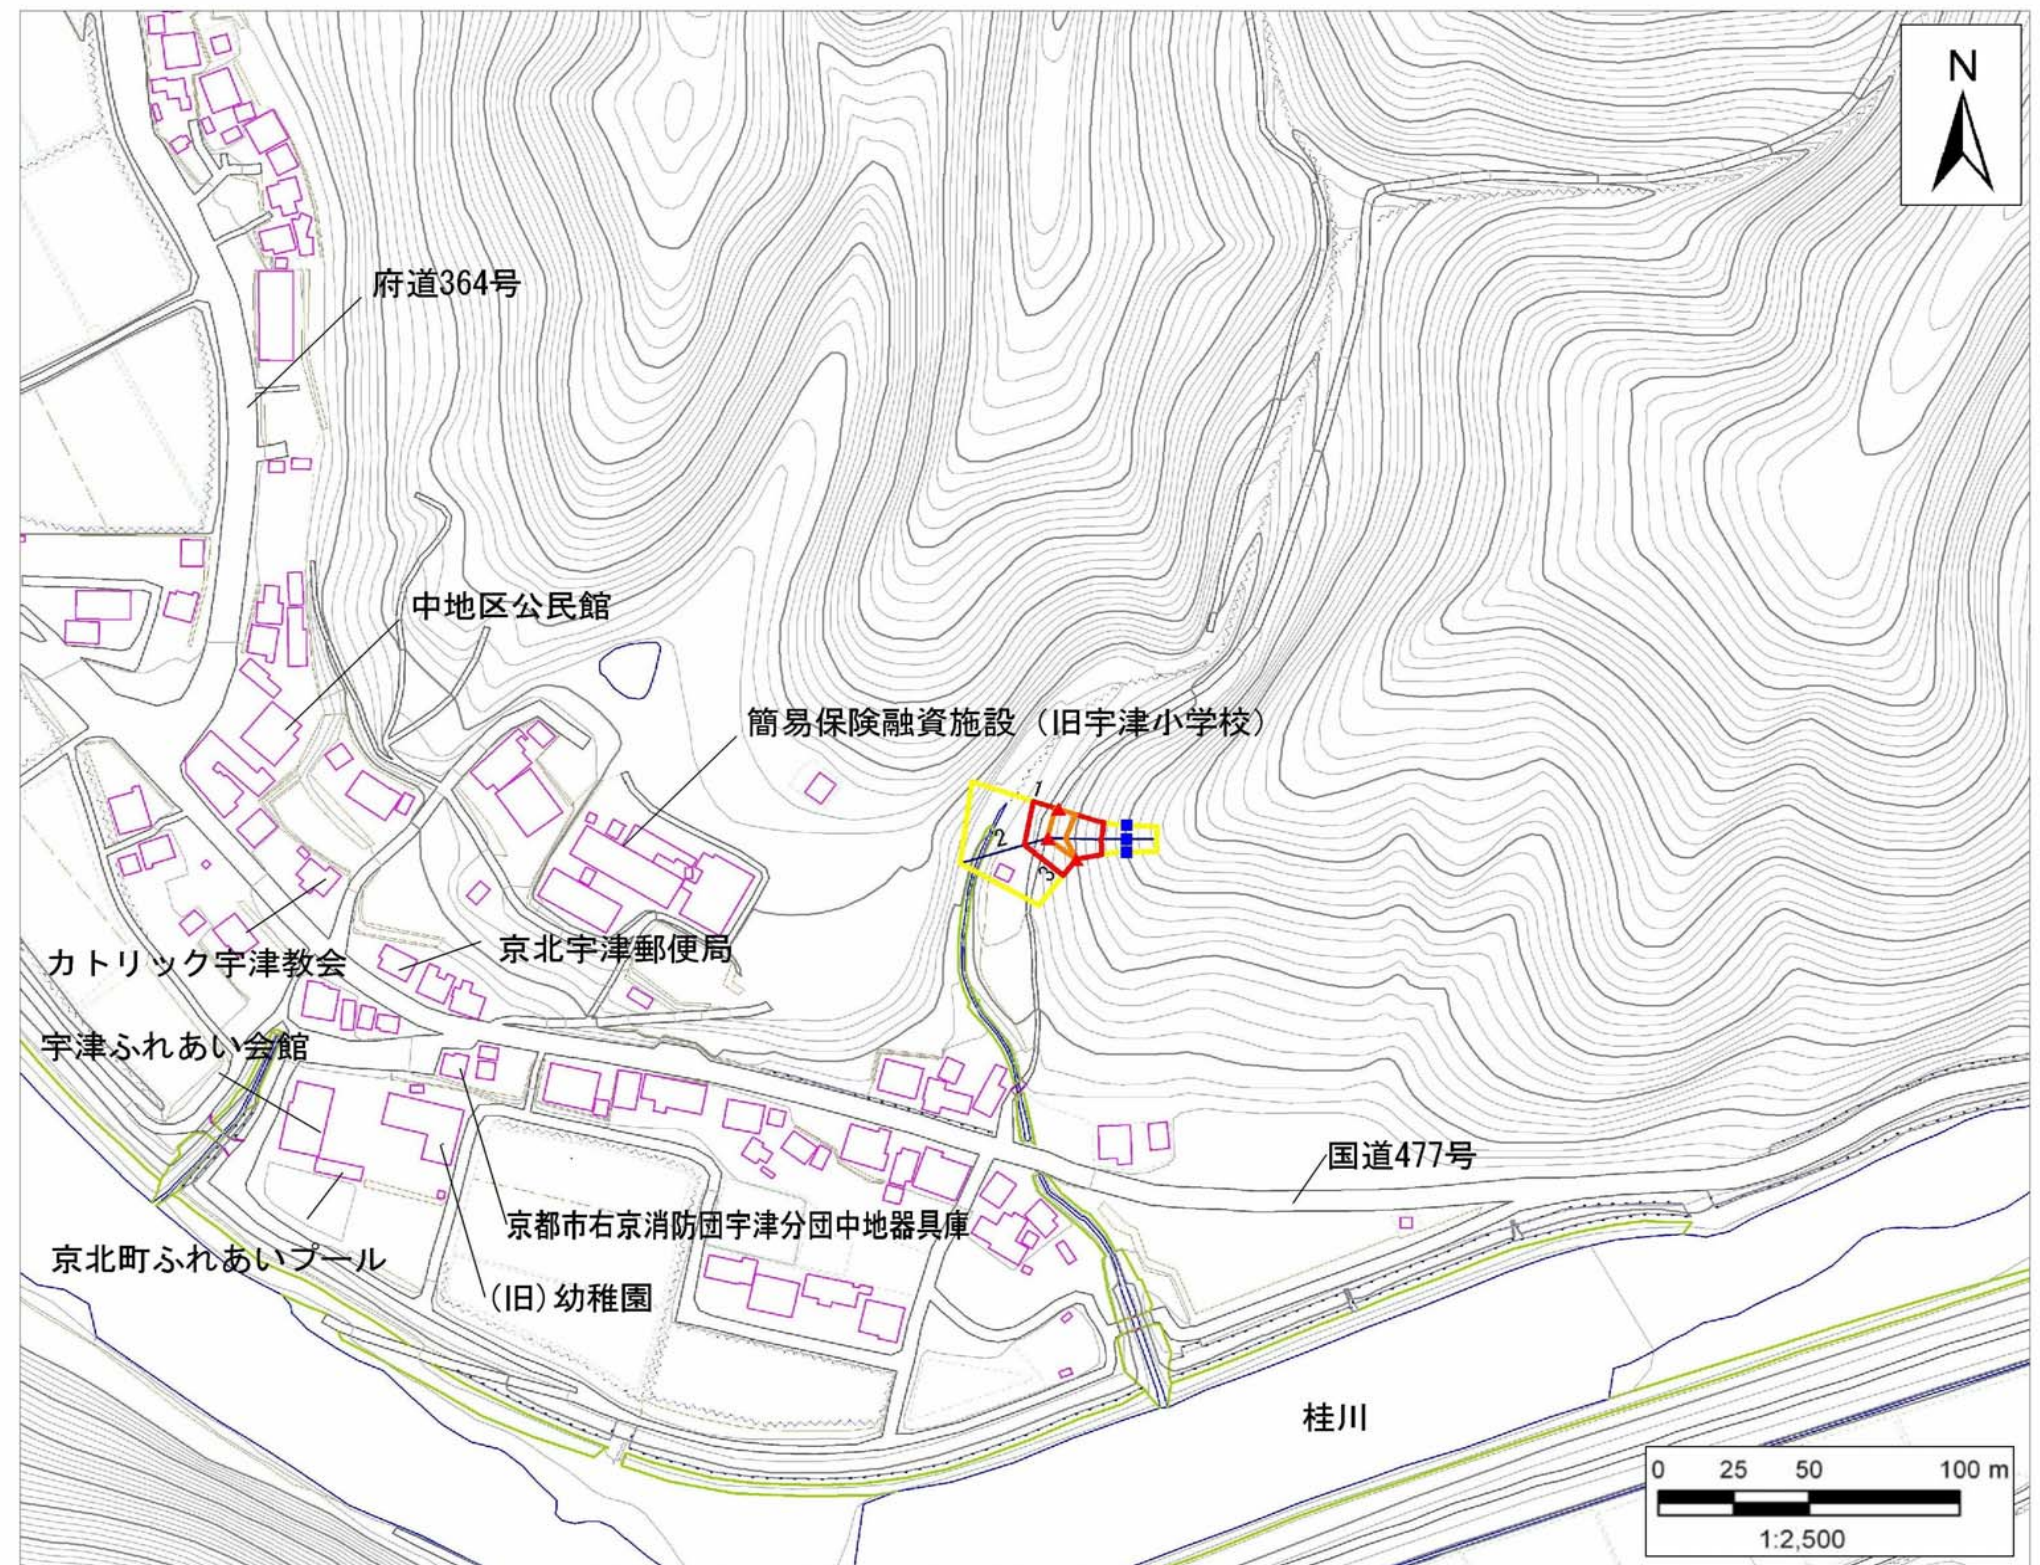 N
府道364号
中地区公民館
簡易保険融資施設（旧宇津小学校）
1
2
3
京北宇津郵便局
カトリック宇津教会
宇津ふれあい会館
国道477号
京都市右京消防団宇津分団中地器具庫
京北町ふれあいプール
(旧)幼稚園
桂川
0 25 50 100 m
1:2,500